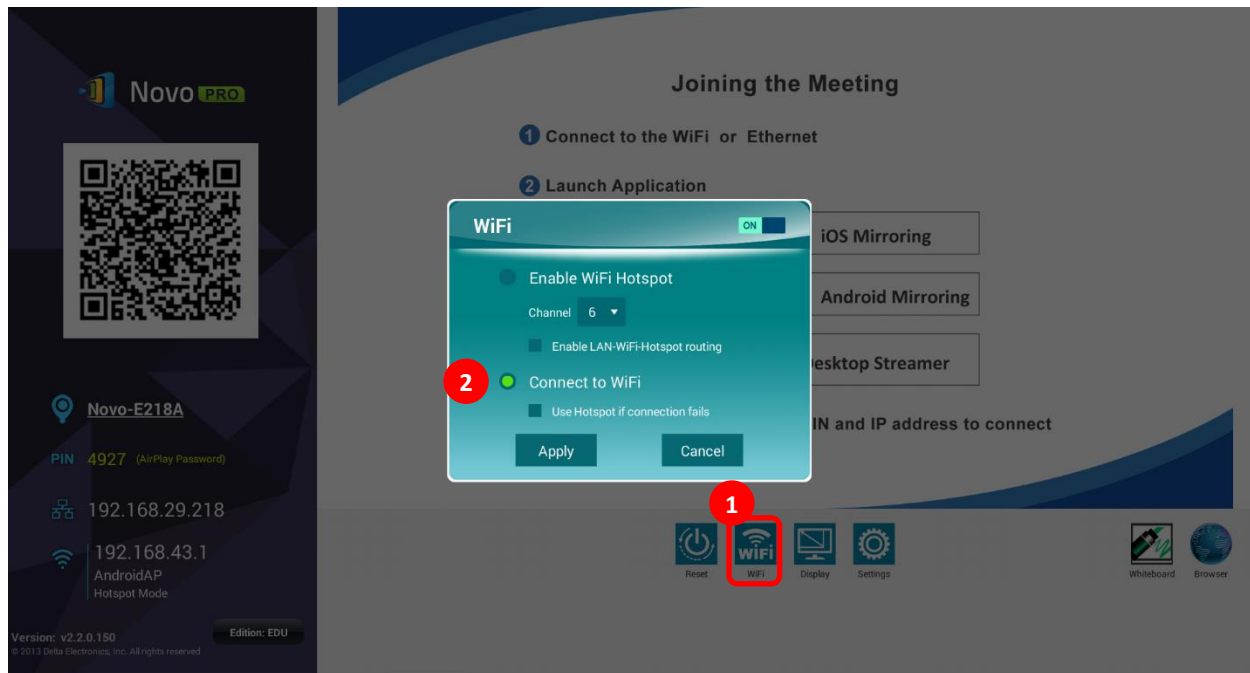 Novo PRO
Novo-E218A
PIN 4927 (AirPlay Password)
192.168.29.218
192.168.43.1
AndroidAP
Hotspot Mode
Version: v2.2.0.150
Edition: EDU
© 2013 Delta Electronics, Inc. All rights reserved
Joining the Meeting
1 Connect to the WiFi or Ethernet
2 Launch Application
iOS Mirroring
Android Mirroring
esktop Streamer
IN and IP address to connect
WiFi
ON
Enable WiFi Hotspot
Channel 6
Enable LAN-WiFi-Hotspot routing
2 Connect to WiFi
Use Hotspot if connection fails
Apply Cancel
1
WiFi
Reset WiFi Display Settings
Whiteboard Browser